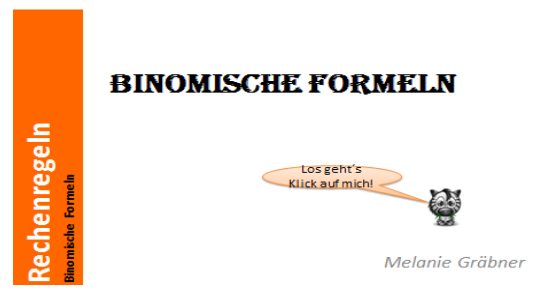 Rechenregeln
Binomische Formeln
BINOMISCHE FORMELN
Los geht´s
Klick auf mich!
Melanie Gräbner